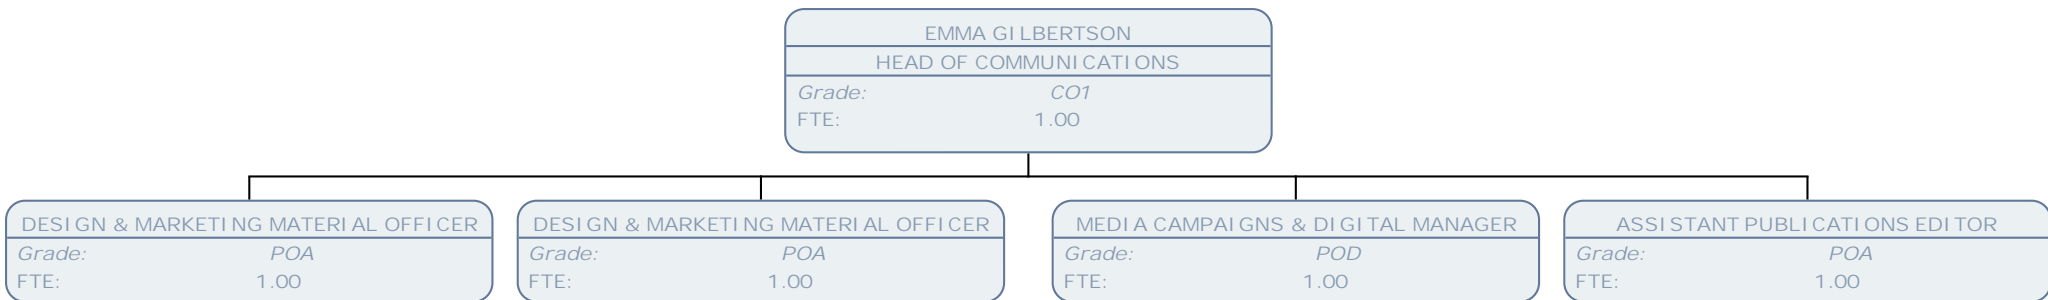 EMMA GILBERTSON
HEAD OF COMMUNICATIONS
Grade: CO1
FTE: 1.00
DESIGN & MARKETING MATERIAL OFFICER
Grade: POA
FTE: 1.00
DESIGN & MARKETING MATERIAL OFFICER
Grade: POA
FTE: 1.00
MEDIA CAMPAIGNS & DIGITAL MANAGER
Grade: POD
FTE: 1.00
ASSISTANT PUBLICATIONS EDITOR
Grade: POA
FTE: 1.00